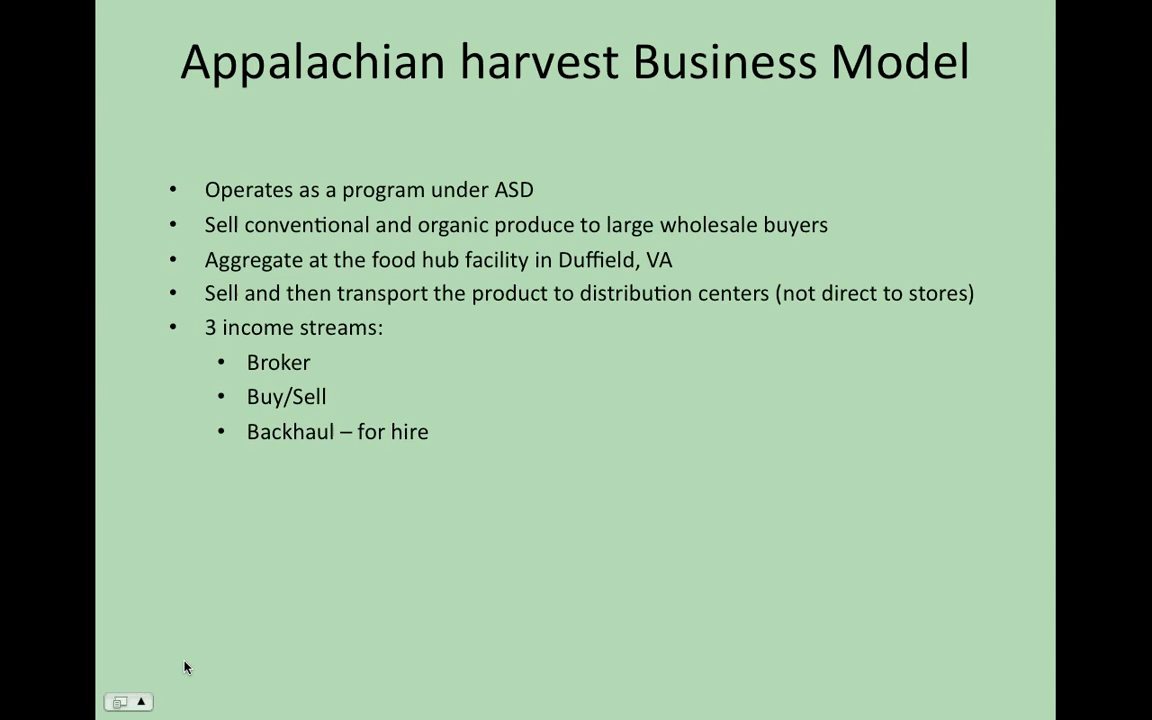 Appalachian harvest Business Model
• Operates as a program under ASD
• Sell conventional and organic produce to large wholesale buyers
• Aggregate at the food hub facility in Duffield, VA
• Sell and then transport the product to distribution centers (not direct to stores)
• 3 income streams:
• Broker
• Buy/Sell
• Backhaul – for hire